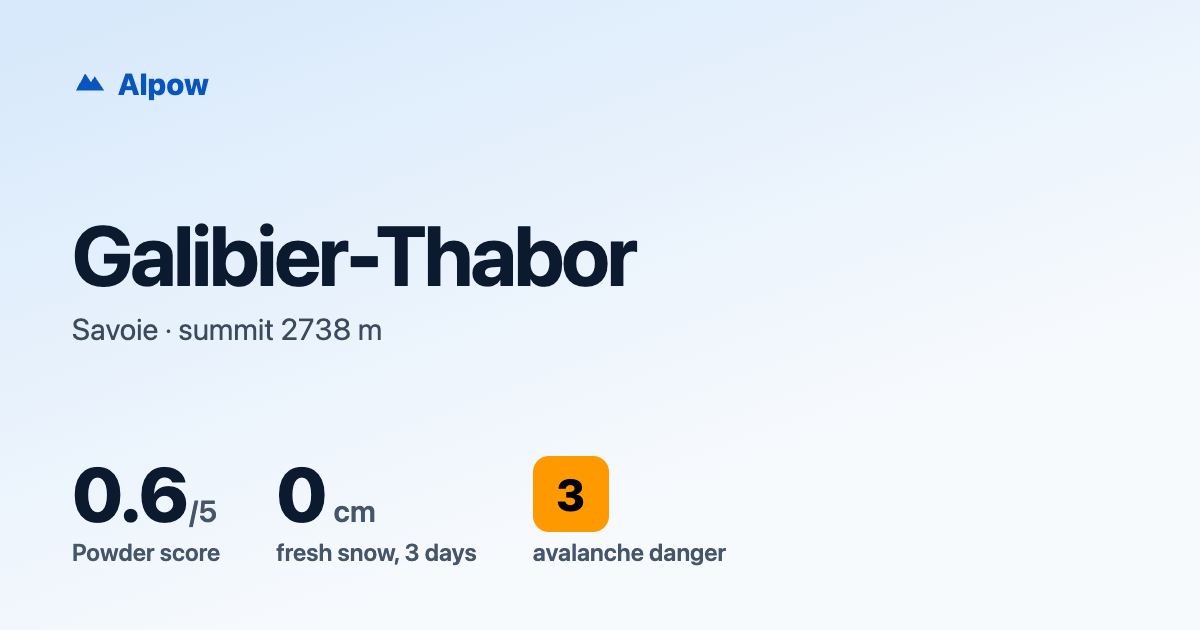 Alpow
Galibier-Thabor
Savoie · summit 2738 m
0.6/5
Powder score
0 cm
fresh snow, 3 days
3
avalanche danger